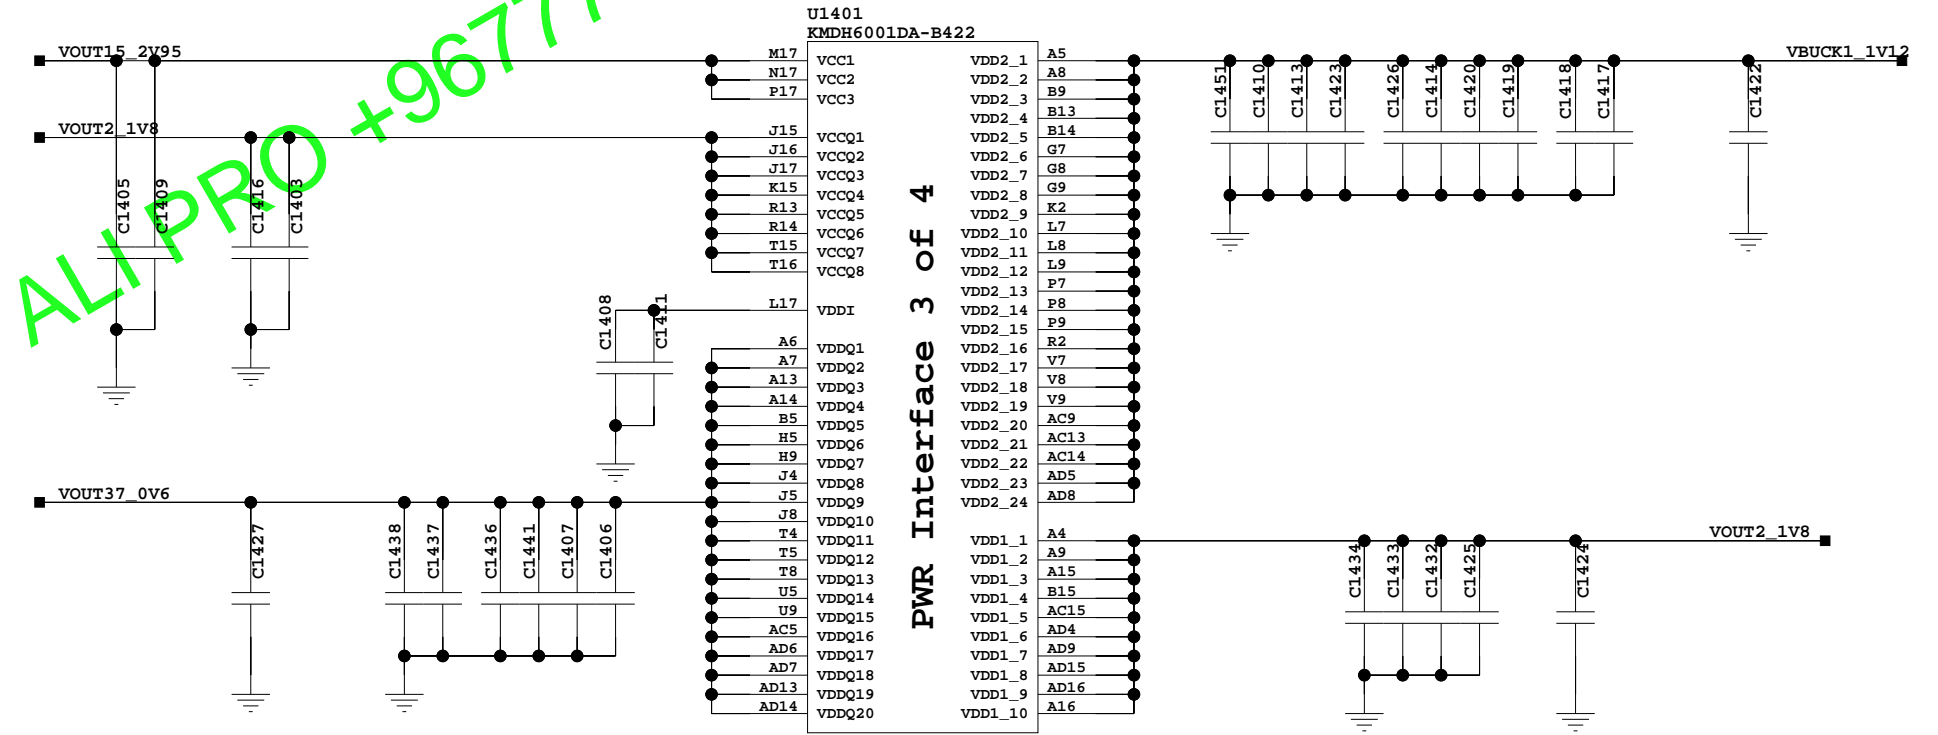 U1401
KMDH6001DA-B422
VOUT15_2V95
VOUT2_1V8
VOUT37_0V6
VBUCK1_1V12
VOUT2_1V8
ALI PRO +9677
C1405
C1409
C1416
C1403
C1408
C1411
C1427
C1438
C1437
C1436
C1441
C1407
C1406
M17 VCC1
N17 VCC2
P17 VCC3
J15 VCCQ1
J16 VCCQ2
J17 VCCQ3
K15 VCCQ4
R13 VCCQ5
R14 VCCQ6
T15 VCCQ7
T16 VCCQ8
L17 VDDI
A6 VDDQ1
A7 VDDQ2
A13 VDDQ3
A14 VDDQ4
B5 VDDQ5
H5 VDDQ6
H9 VDDQ7
J4 VDDQ8
J5 VDDQ9
J8 VDDQ10
T4 VDDQ11
T5 VDDQ12
T8 VDDQ13
U5 VDDQ14
U9 VDDQ15
AC5 VDDQ16
AD6 VDDQ17
AD7 VDDQ18
AD13 VDDQ19
AD14 VDDQ20
PWR Interface 3 of 4
VDD2_1 A5
VDD2_2 A8
VDD2_3 B9
VDD2_4 B13
VDD2_5 B14
VDD2_6 G7
VDD2_7 G8
VDD2_8 G9
VDD2_9 K2
VDD2_10 L7
VDD2_11 L8
VDD2_12 L9
VDD2_13 P7
VDD2_14 P8
VDD2_15 P9
VDD2_16 R2
VDD2_17 V7
VDD2_18 V8
VDD2_19 V9
VDD2_20 AC9
VDD2_21 AC13
VDD2_22 AC14
VDD2_23 AD5
VDD2_24 AD8
VDD1_1 A4
VDD1_2 A9
VDD1_3 A15
VDD1_4 B15
VDD1_5 AC15
VDD1_6 AD4
VDD1_7 AD9
VDD1_8 AD15
VDD1_9 AD16
VDD1_10 A16
C1451
C1410
C1413
C1423
C1426
C1414
C1420
C1419
C1418
C1417
C1422
C1434
C1433
C1432
C1425
C1424